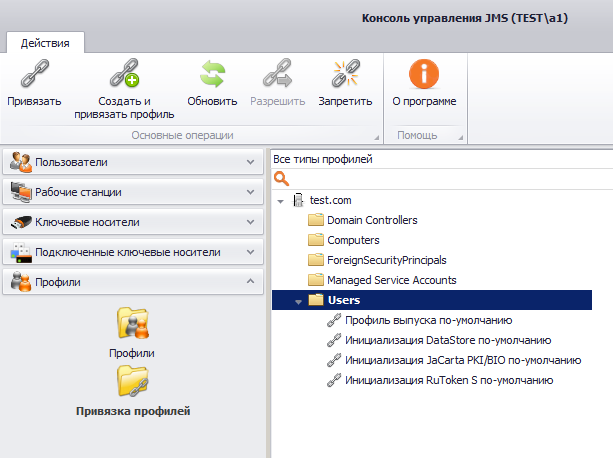 Консоль управления JMS (TEST\a1)
Действия
Привязать
Создать и
привязать профиль
Обновить
Разрешить
Запретить
О программе
Основные операции
Помощь
Пользователи
Рабочие станции
Ключевые носители
Подключенные ключевые носители
Профили
Профили
Привязка профилей
Все типы профилей
test.com
Domain Controllers
Computers
ForeignSecurityPrincipals
Managed Service Accounts
Users
Профиль выпуска по-умолчанию
Инициализация DataStore по-умолчанию
Инициализация JaCarta PKI/BIO по-умолчанию
Инициализация RuToken S по-умолчанию